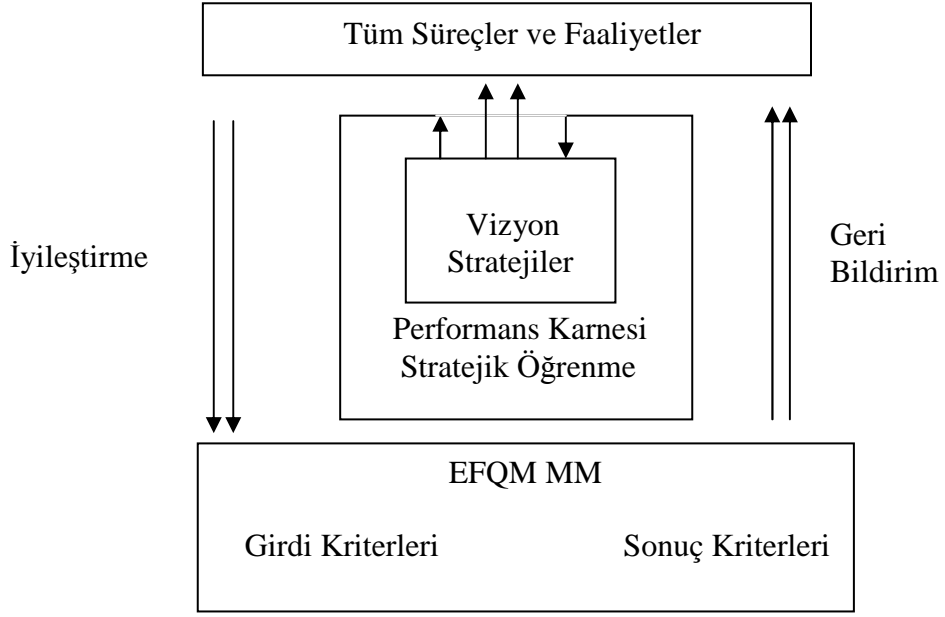 Tüm Süreçler ve Faaliyetler
Vizyon
Stratejiler
İyileştirme
Geri
Bildirim
Performans Karnesi
Stratejik Öğrenme
EFQM MM
Girdi Kriterleri
Sonuç Kriterleri